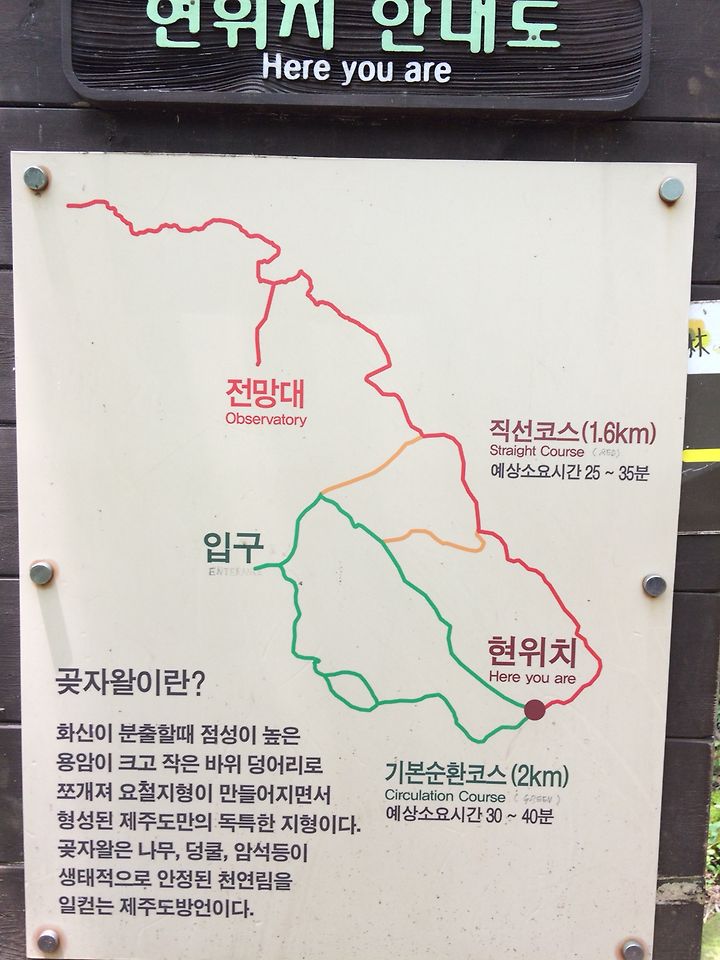 현위치 안내도
Here you are
林
전망대
Observatory
직선코스(1.6km)
Straight Course (RED)
예상소요시간 25 ~ 35분
입구
ENTERANCE
현위치
Here you are
곶자왈이란?
화신이 분출할때 점성이 높은
용암이 크고 작은 바위 덩어리로
쪼개져 요철지형이 만들어지면서
형성된 제주도만의 독특한 지형이다.
곶자왈은 나무, 덩쿨, 암석등이
생태적으로 안정된 천연림을
일컫는 제주도방언이다.
기본순환코스(2km)
Circulation Course (GREEN)
예상소요시간 30 ~ 40분